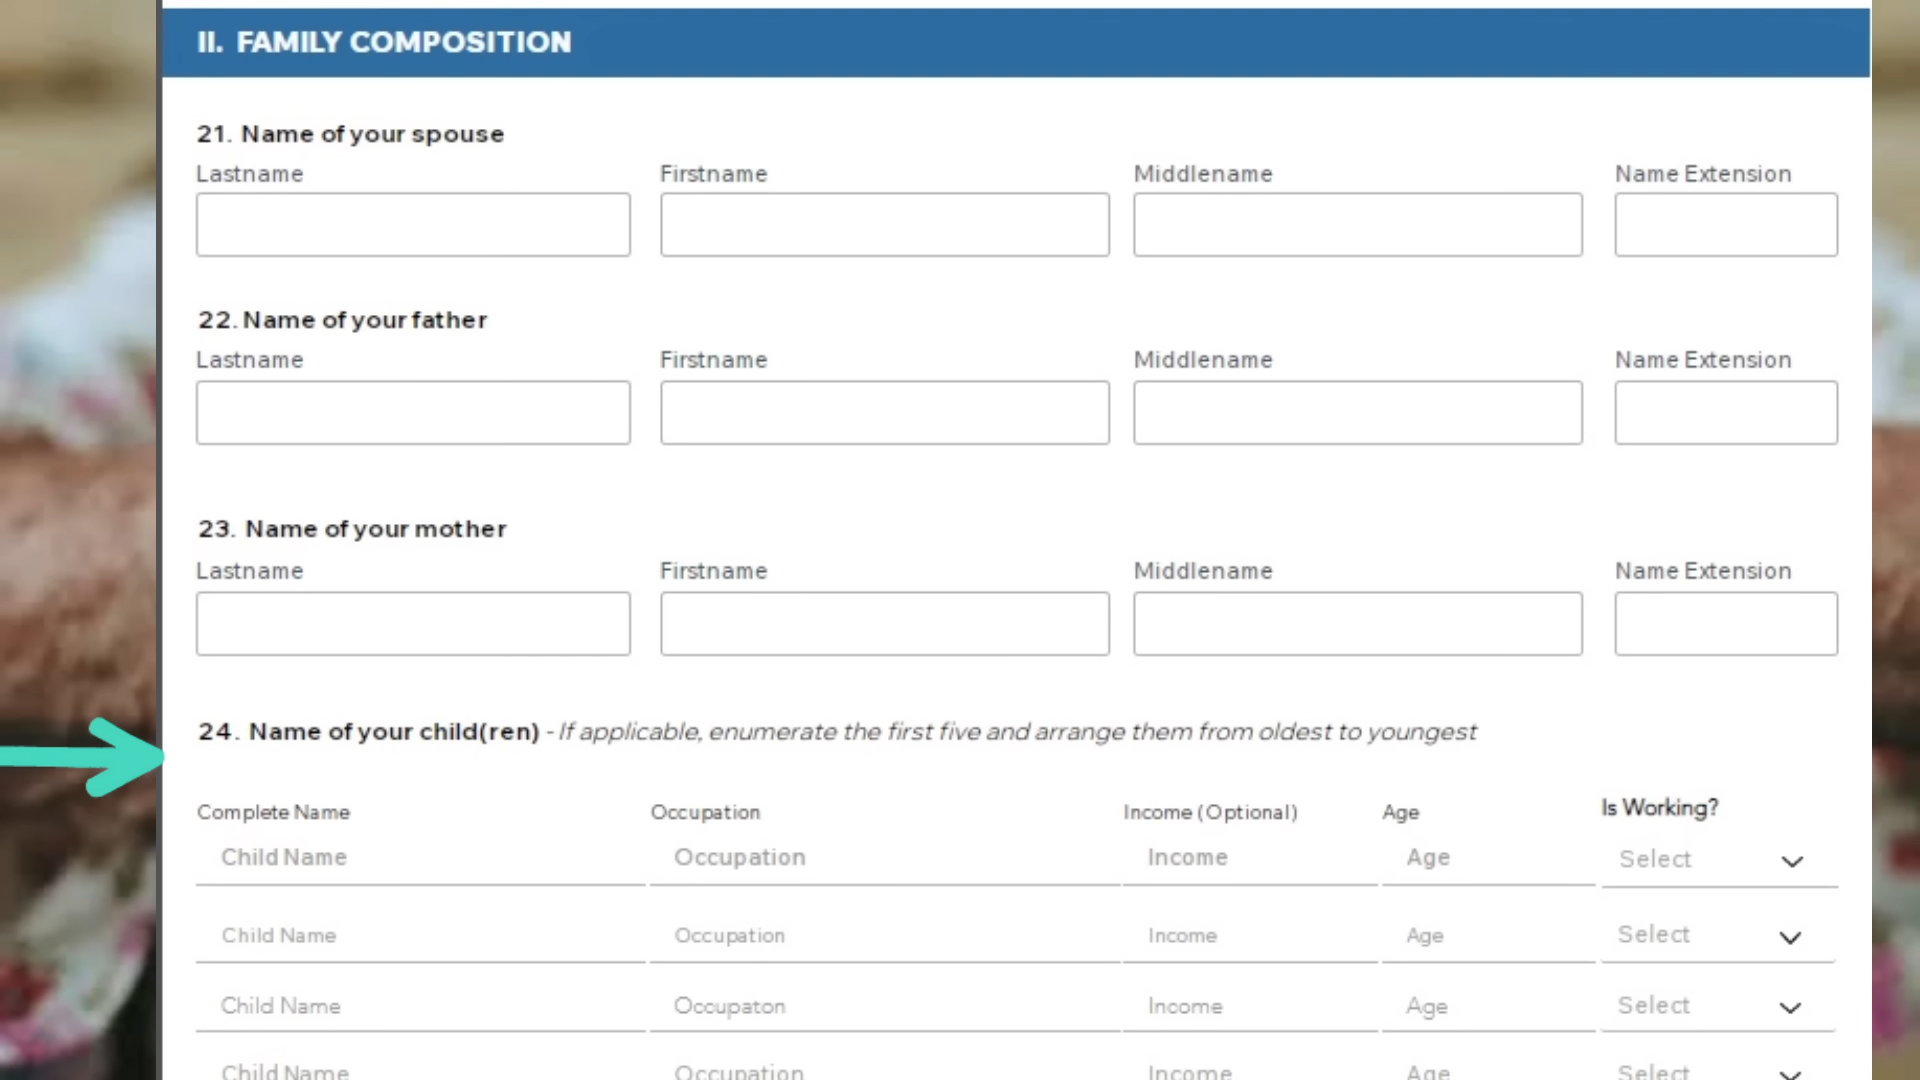 II. FAMILY COMPOSITION
21. Name of your spouse
Lastname Firstname Middlename Name Extension
22. Name of your father
Lastname Firstname Middlename Name Extension
23. Name of your mother
Lastname Firstname Middlename Name Extension
24. Name of your child(ren) - If applicable, enumerate the first five and arrange them from oldest to youngest
Complete Name Occupation Income (Optional) Age Is Working?
Child Name Occupation Income Age Select
Child Name Occupation Income Age Select
Child Name Occupaton Income Age Select
Child Name Occupation Income Age Select